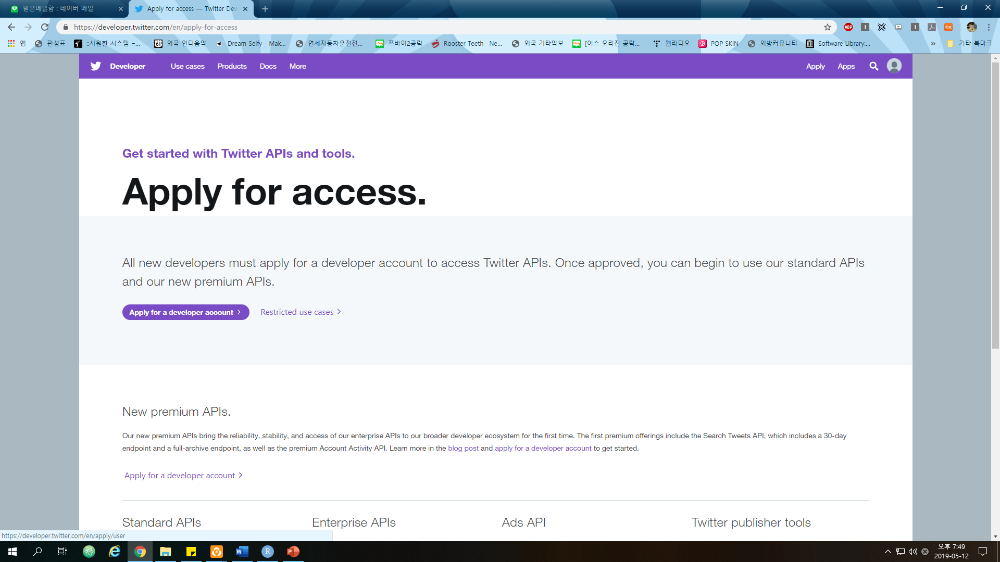 받은메일함 : 네이버 메일
Apply for access — Twitter Dev
https://developer.twitter.com/en/apply-for-access
앱
편성표
::시원한 시스템 =...
외국 인디음악
Dream Selfy - Mak...
연세자동차운전전...
쯔바이2공략
Rooster Teeth · Ne...
외국 기타악보
[이스 오리진 공략...
웹라디오
POP SKIN
외방커뮤니티
Software Library:...
»
기타 북마크
Developer
Use cases
Products
Docs
More
Apply
Apps
Get started with Twitter APIs and tools.
Apply for access.
All new developers must apply for a developer account to access Twitter APIs. Once approved, you can begin to use our standard APIs
and our new premium APIs.
Apply for a developer account
Restricted use cases
New premium APIs.
Our new premium APIs bring the reliability, stability, and access of our enterprise APIs to our broader developer ecosystem for the first time. The first premium offerings include the Search Tweets API, which includes a 30-day
endpoint and a full-archive endpoint, as well as the premium Account Activity API. Learn more in the blog post and apply for a developer account to get started.
Apply for a developer account
Standard APIs
Enterprise APIs
Ads API
Twitter publisher tools
https://developer.twitter.com/en/apply/user
오후 7:49
2019-05-12